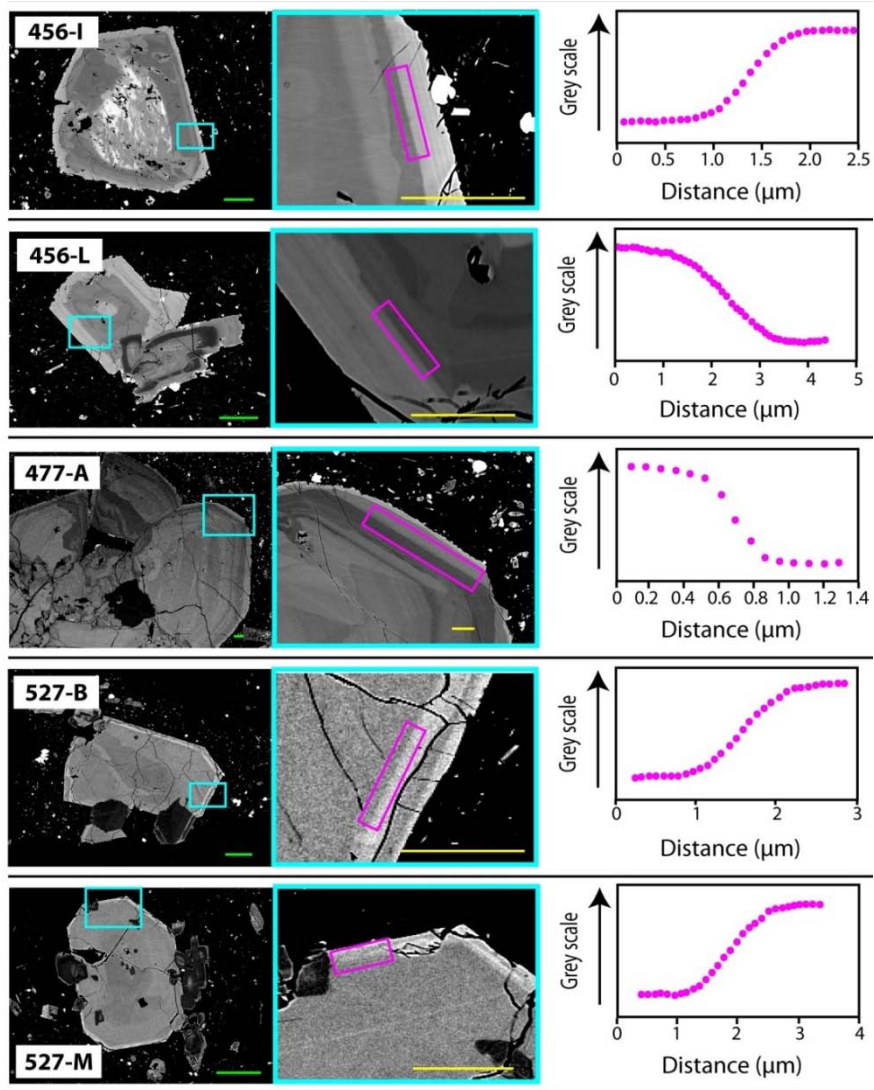 456-I
Grey scale
0 0.5 1.0 1.5 2.0 2.5
Distance (µm)
456-L
Grey scale
0 1 2 3 4 5
Distance (µm)
477-A
Grey scale
0.2 0.4 0.6 0.8 1.0 1.2 1.4
Distance (µm)
527-B
Grey scale
0 1 2 3
Distance (µm)
527-M
Grey scale
0 1 2 3 4
Distance (µm)